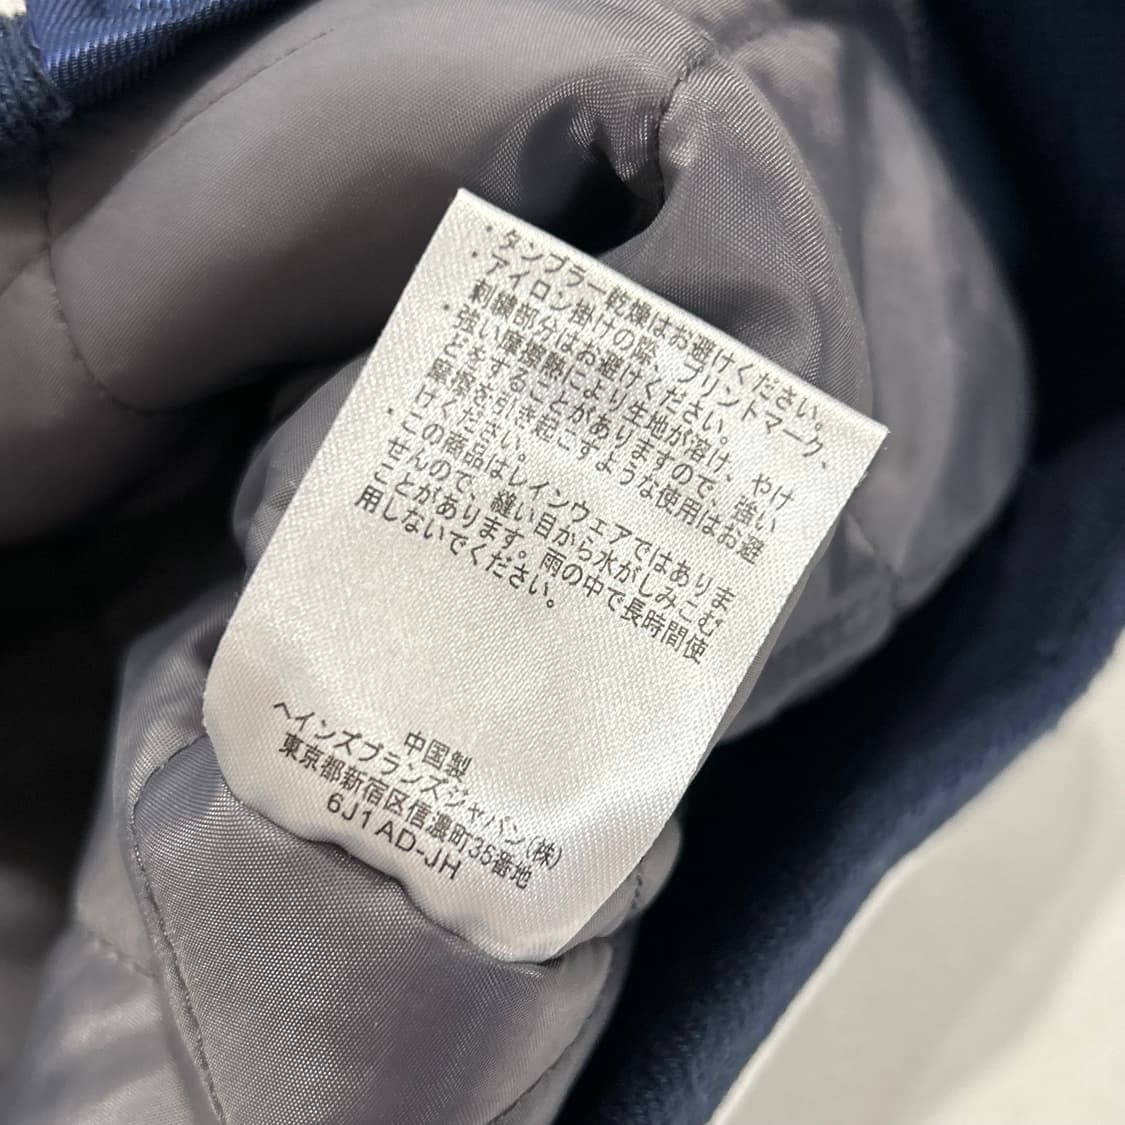 ・タンブラー乾燥はお避けください。
・アイロン掛けの際、プリントマーク、
刺繍部分はお避けください。
・強い摩擦熱により生地が溶け、やけ
どをすることがありますので、強い
摩擦を引き起こすような使用はお避
けください。
・この商品はレインウェアではありま
せんので、縫い目から水がしみこむ
ことがあります。雨の中で長時間使
用しないでください。
中国製
ヘインズブランズジャパン(株)
東京都新宿区信濃町35番地
6J1AD-JH